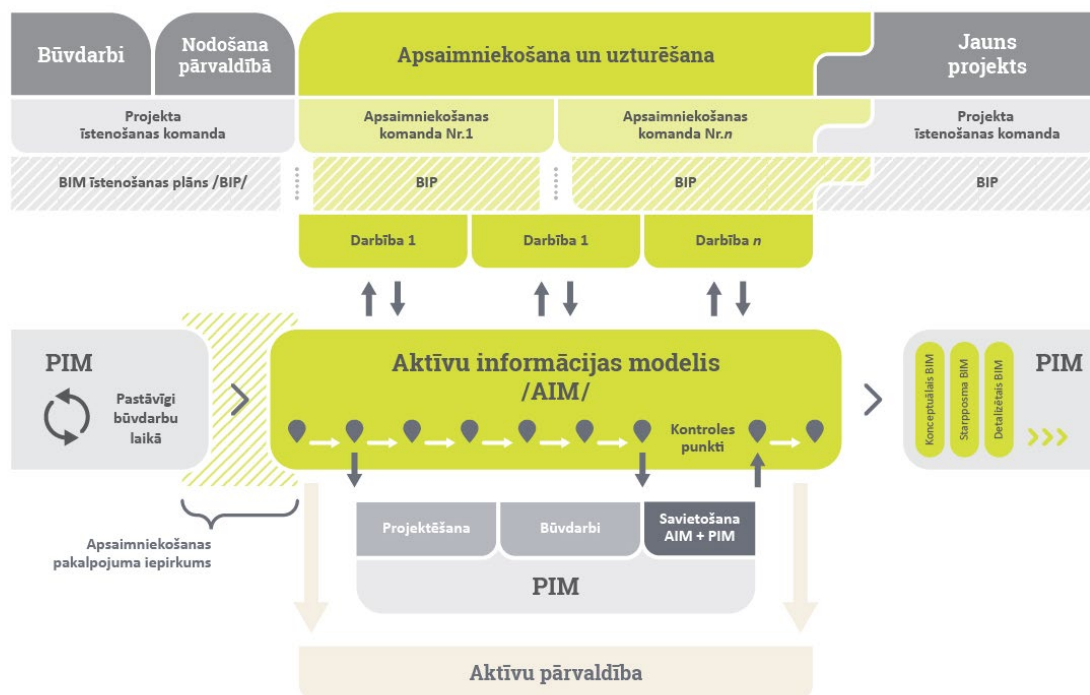 Būvdarbi
Nodošana
pārvaldībā
Apsaimniekošana un uzturēšana
Jauns
projekts
Projekta
īstenošanas komanda
Apsaimniekošanas
komanda Nr.1
Apsaimniekošanas
komanda Nr.n
Projekta
īstenošanas komanda
BIM īstenošanas plāns /BIP/
BIP
BIP
BIP
Darbība 1
Darbība 1
Darbība n
PIM
Pastāvīgi
būvdarbu
laikā
Aktīvu informācijas modelis
/AIM/
Kontroles
punkti
Konceptuālais BIM
Starpposma BIM
Detalizētais BIM
PIM
Apsaimniekošanas
pakalpojuma iepirkums
Projektēšana
Būvdarbi
Savietošana
AIM + PIM
PIM
Aktīvu pārvaldība